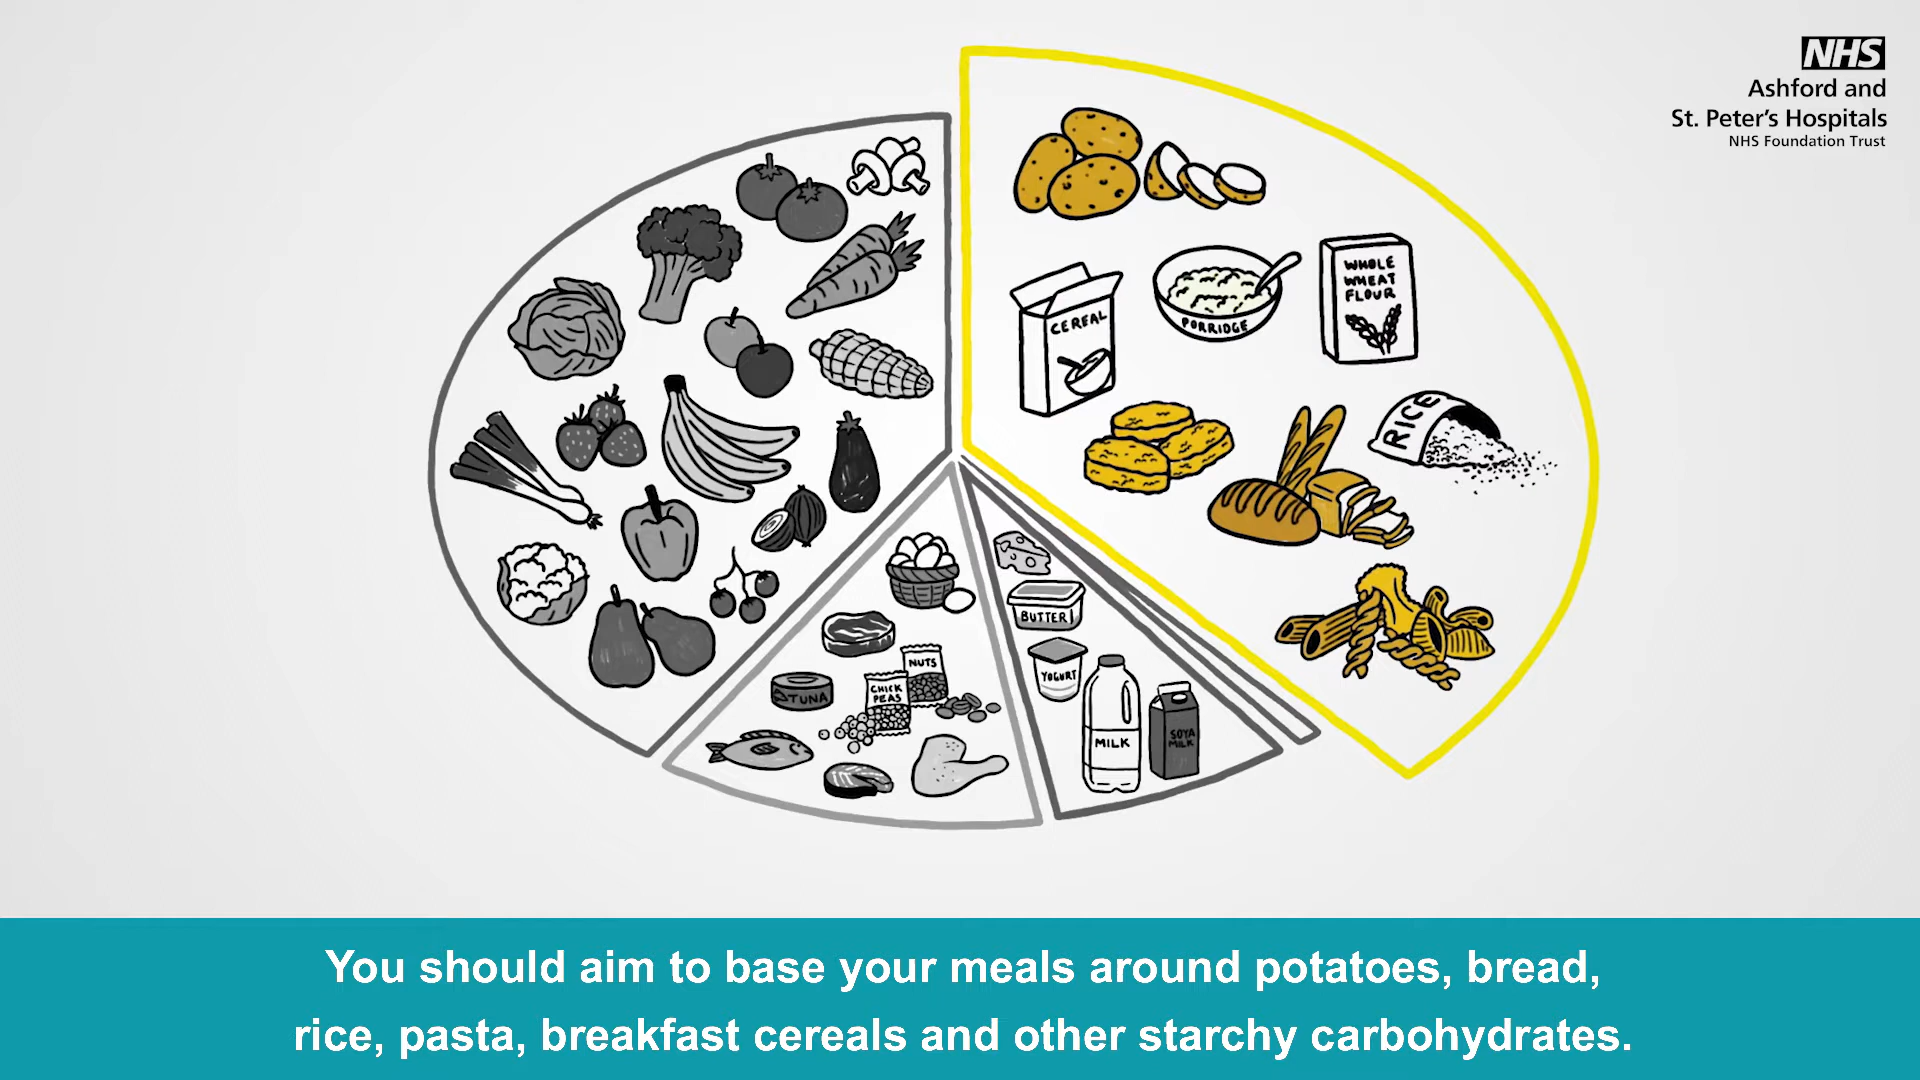 NHS
Ashford and
St. Peter's Hospitals
NHS Foundation Trust
WHOLE
WHEAT
FLOUR
CEREAL
PORRIDGE
RICE
BUTTER
NUTS
YOGURT
CHICK
PEAS
TUNA
SOYA
MILK
MILK
You should aim to base your meals around potatoes, bread,
rice, pasta, breakfast cereals and other starchy carbohydrates.